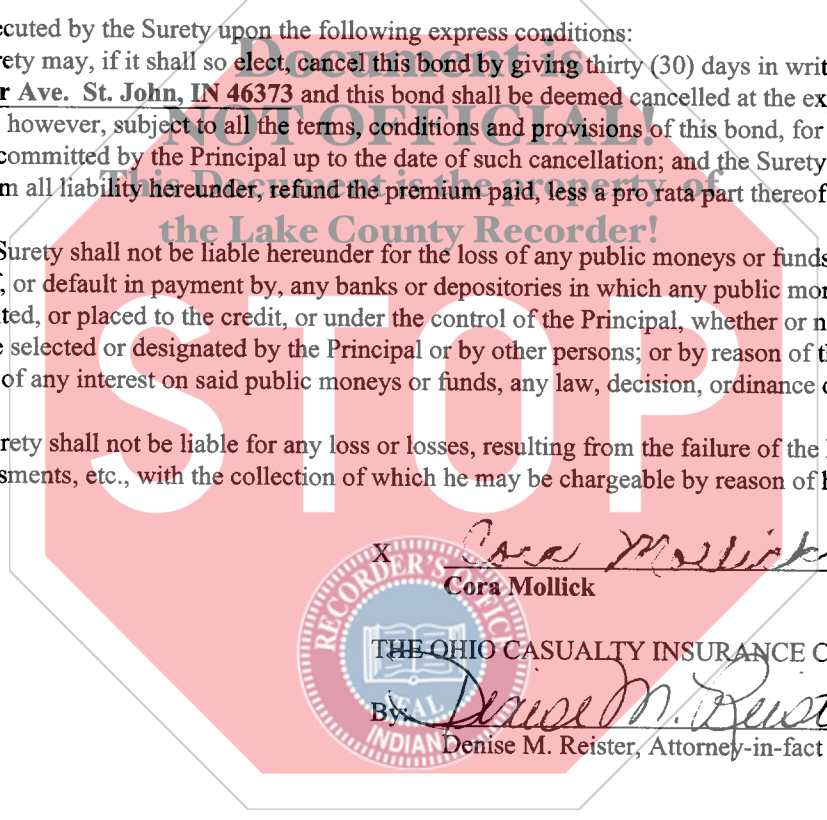 ecuted by the Surety upon the following express conditions:
rety may, if it shall so elect, cancel this bond by giving thirty (30) days in writ
r Ave. St. John, IN 46373 and this bond shall be deemed cancelled at the ex
however, subject to all the terms, conditions and provisions of this bond, for
committed by the Principal up to the date of such cancellation; and the Surety
m all liability hereunder, refund the premium paid, less a pro rata part thereof
Document is
NOT OFFICIAL!
This Document is the property of
the Lake County Recorder!
Surety shall not be liable hereunder for the loss of any public moneys or funds
, or default in payment by, any banks or depositories in which any public mon
ted, or placed to the credit, or under the control of the Principal, whether or n
e selected or designated by the Principal or by other persons; or by reason of t
of any interest on said public moneys or funds, any law, decision, ordinance o
STOP
rety shall not be liable for any loss or losses, resulting from the failure of the
sments, etc., with the collection of which he may be chargeable by reason of h
X Cora Mollick
Cora Mollick
RECORDER'S OFFICE
SEAL
INDIANA
THE OHIO CASUALTY INSURANCE C
By: Denise M. Reist
Denise M. Reister, Attorney-in-fact